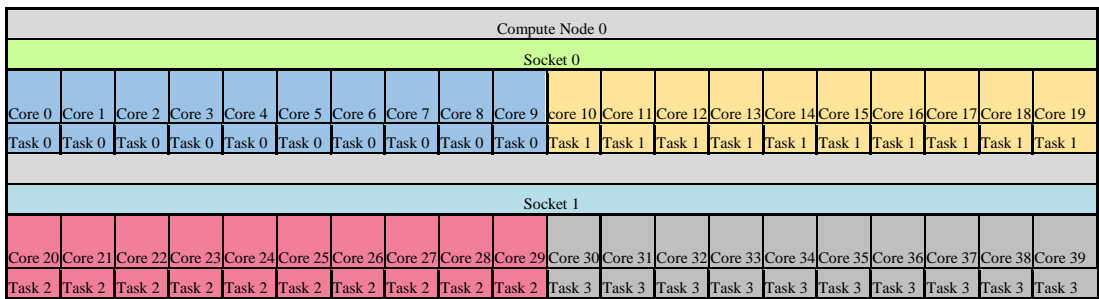 Compute Node 0
Socket 0
Core 0 Core 1 Core 2 Core 3 Core 4 Core 5 Core 6 Core 7 Core 8 Core 9 core 10 Core 11 Core 12 Core 13 Core 14 Core 15 Core 16 Core 17 Core 18 Core 19
Task 0 Task 0 Task 0 Task 0 Task 0 Task 0 Task 0 Task 0 Task 0 Task 0 Task 1 Task 1 Task 1 Task 1 Task 1 Task 1 Task 1 Task 1 Task 1 Task 1
Socket 1
Core 20 Core 21 Core 22 Core 23 Core 24 Core 25 Core 26 Core 27 Core 28 Core 29 Core 30 Core 31 Core 32 Core 33 Core 34 Core 35 Core 36 Core 37 Core 38 Core 39
Task 2 Task 2 Task 2 Task 2 Task 2 Task 2 Task 2 Task 2 Task 2 Task 2 Task 3 Task 3 Task 3 Task 3 Task 3 Task 3 Task 3 Task 3 Task 3 Task 3